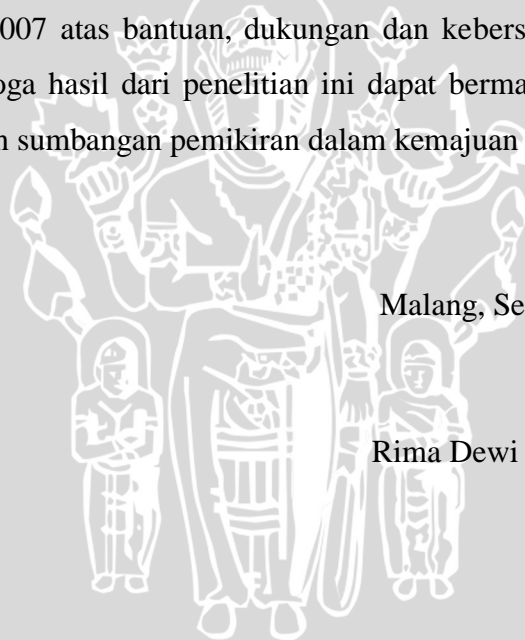 007 atas bantuan, dukungan dan kebers
oga hasil dari penelitian ini dapat berma
n sumbangan pemikiran dalam kemajuan
Malang, Se
Rima Dewi